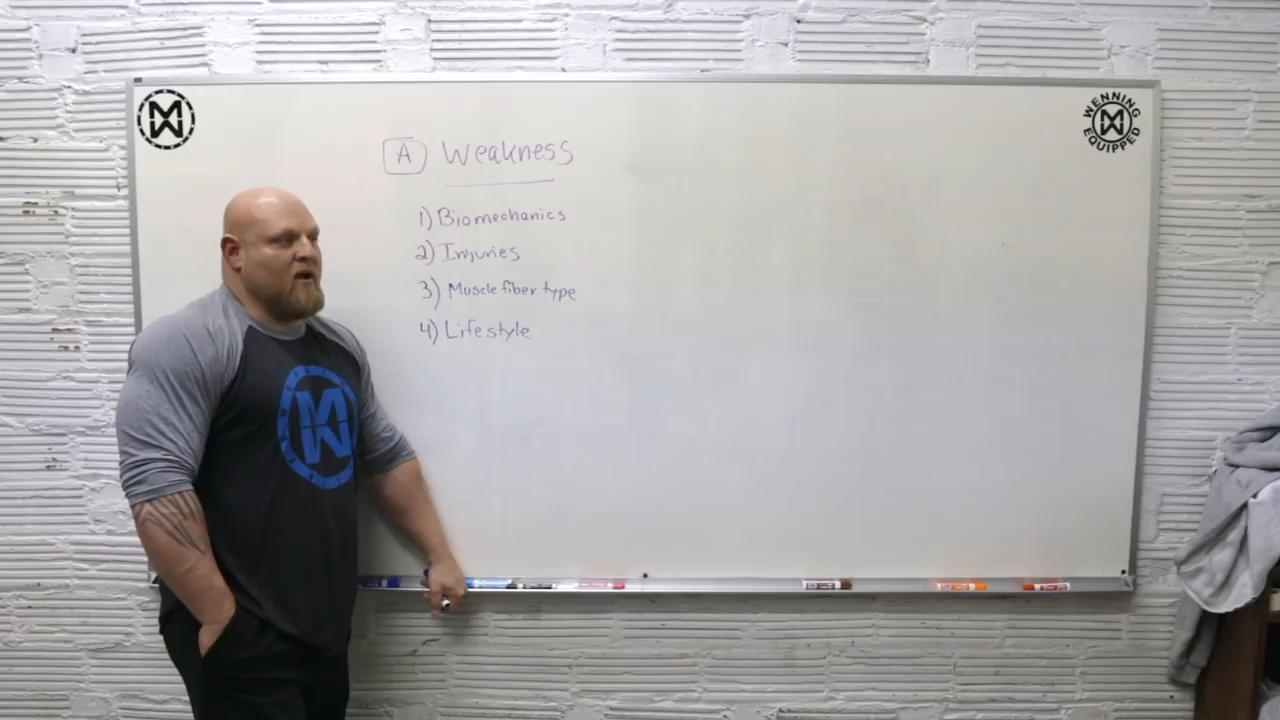 WENNING
EQUIPPED
A Weakness
1) Biomechanics
2) Injuries
3) Muscle fiber type
4) Lifestyle